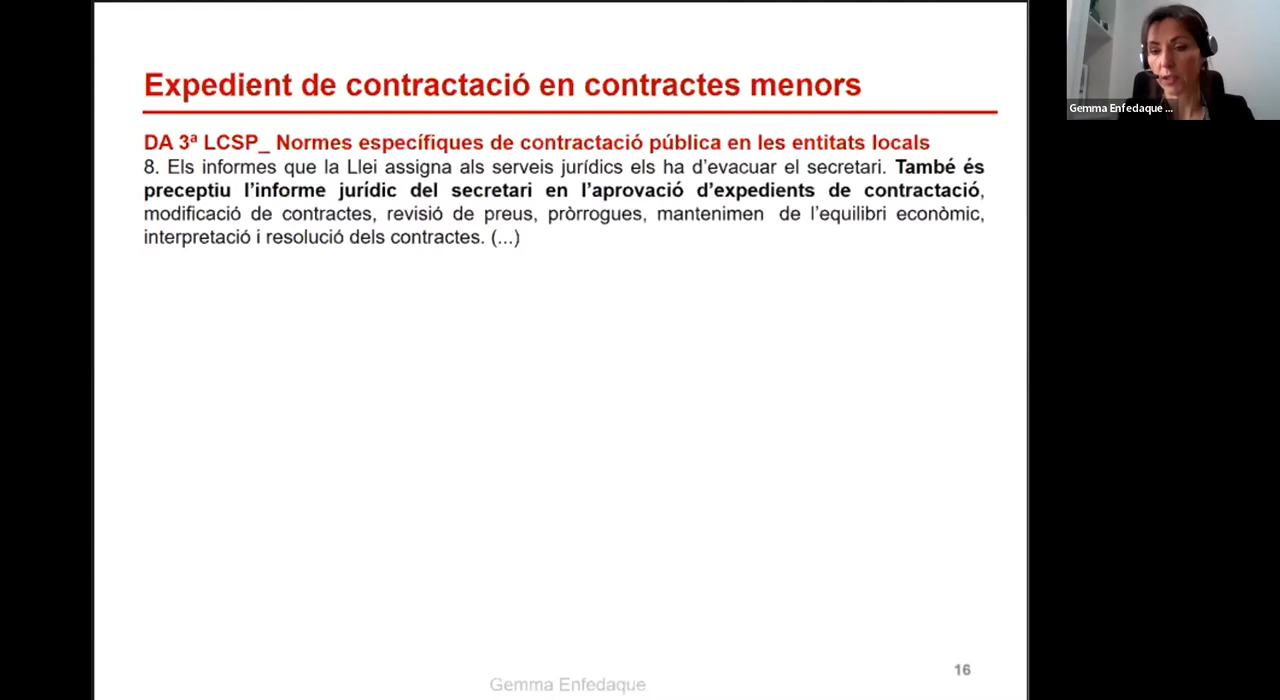 Expedient de contractació en contractes menors
DA 3ª LCSP_ Normes específiques de contractació pública en les entitats locals
8. Els informes que la Llei assigna als serveis jurídics els ha d’evacuar el secretari. També és
preceptiu l’informe jurídic del secretari en l’aprovació d’expedients de contractació,
modificació de contractes, revisió de preus, pròrrogues, mantenimen de l’equilibri econòmic,
interpretació i resolució dels contractes. (...)
16
Gemma Enfedaque
Gemma Enfedaque ...